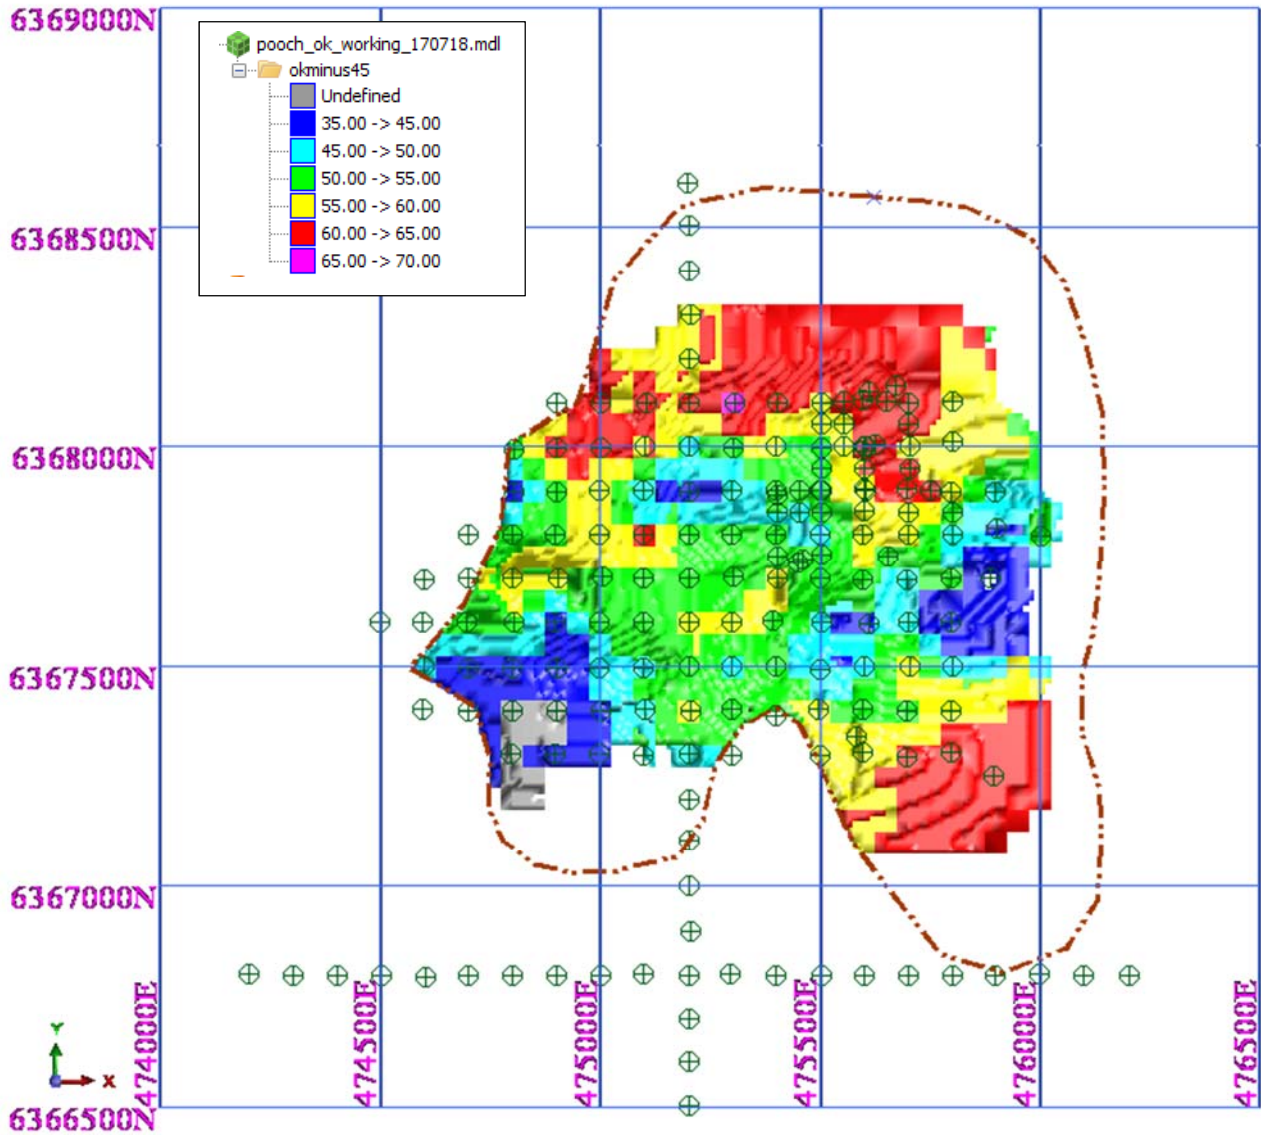 6369000N
pooch_ok_working_170718.mdl
okminus45
Undefined
35.00 -> 45.00
45.00 -> 50.00
50.00 -> 55.00
55.00 -> 60.00
60.00 -> 65.00
65.00 -> 70.00
6368500N
6368000N
6367500N
6367000N
474000E
474500E
475000E
475500E
476000E
476500E
Y
X
6366500N